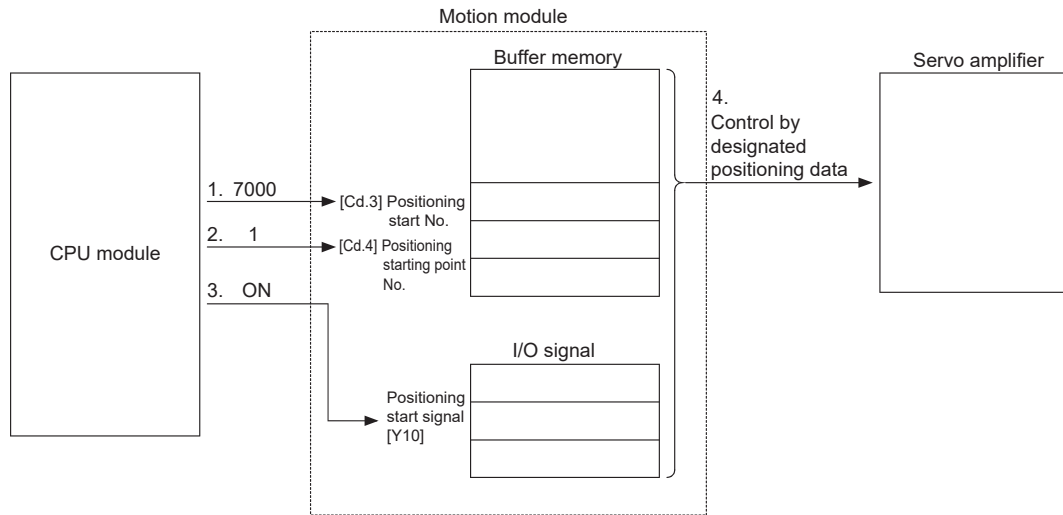 Motion module
Buffer memory
Servo amplifier
4.
Control by
designated
positioning data
1. 7000
[Cd.3] Positioning
start No.
2. 1
[Cd.4] Positioning
starting point
No.
CPU module
3. ON
I/O signal
Positioning
start signal
[Y10]